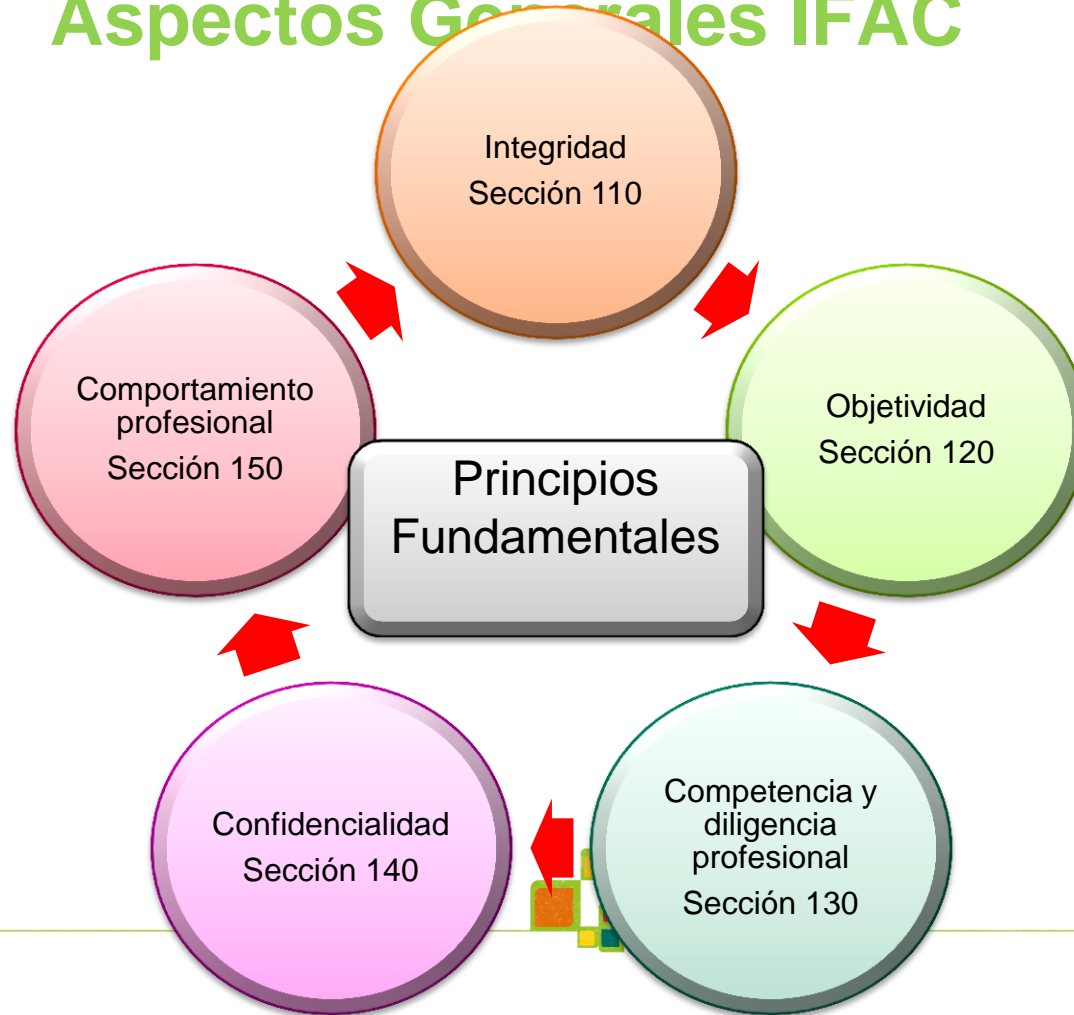 Aspectos Generales IFAC
Integridad
Sección 110
Objetividad
Sección 120
Competencia y
diligencia
profesional
Sección 130
Confidencialidad
Sección 140
Comportamiento
profesional
Sección 150
Principios
Fundamentales